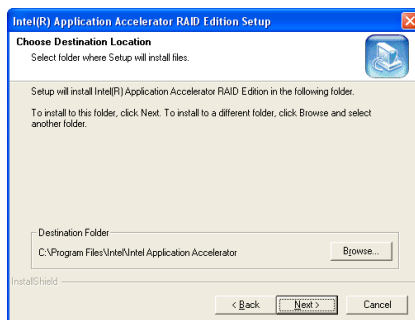 Intel(R) Application Accelerator RAID Edition Setup
Choose Destination Location
Select folder where Setup will install files.
Setup will install Intel(R) Application Accelerator RAID Edition in the following folder.
To install to this folder, click Next. To install to a different folder, click Browse and select
another folder.
Destination Folder
C:\Program Files\Intel\Intel Application Accelerator
Browse...
InstallShield
< Back
Next >
Cancel